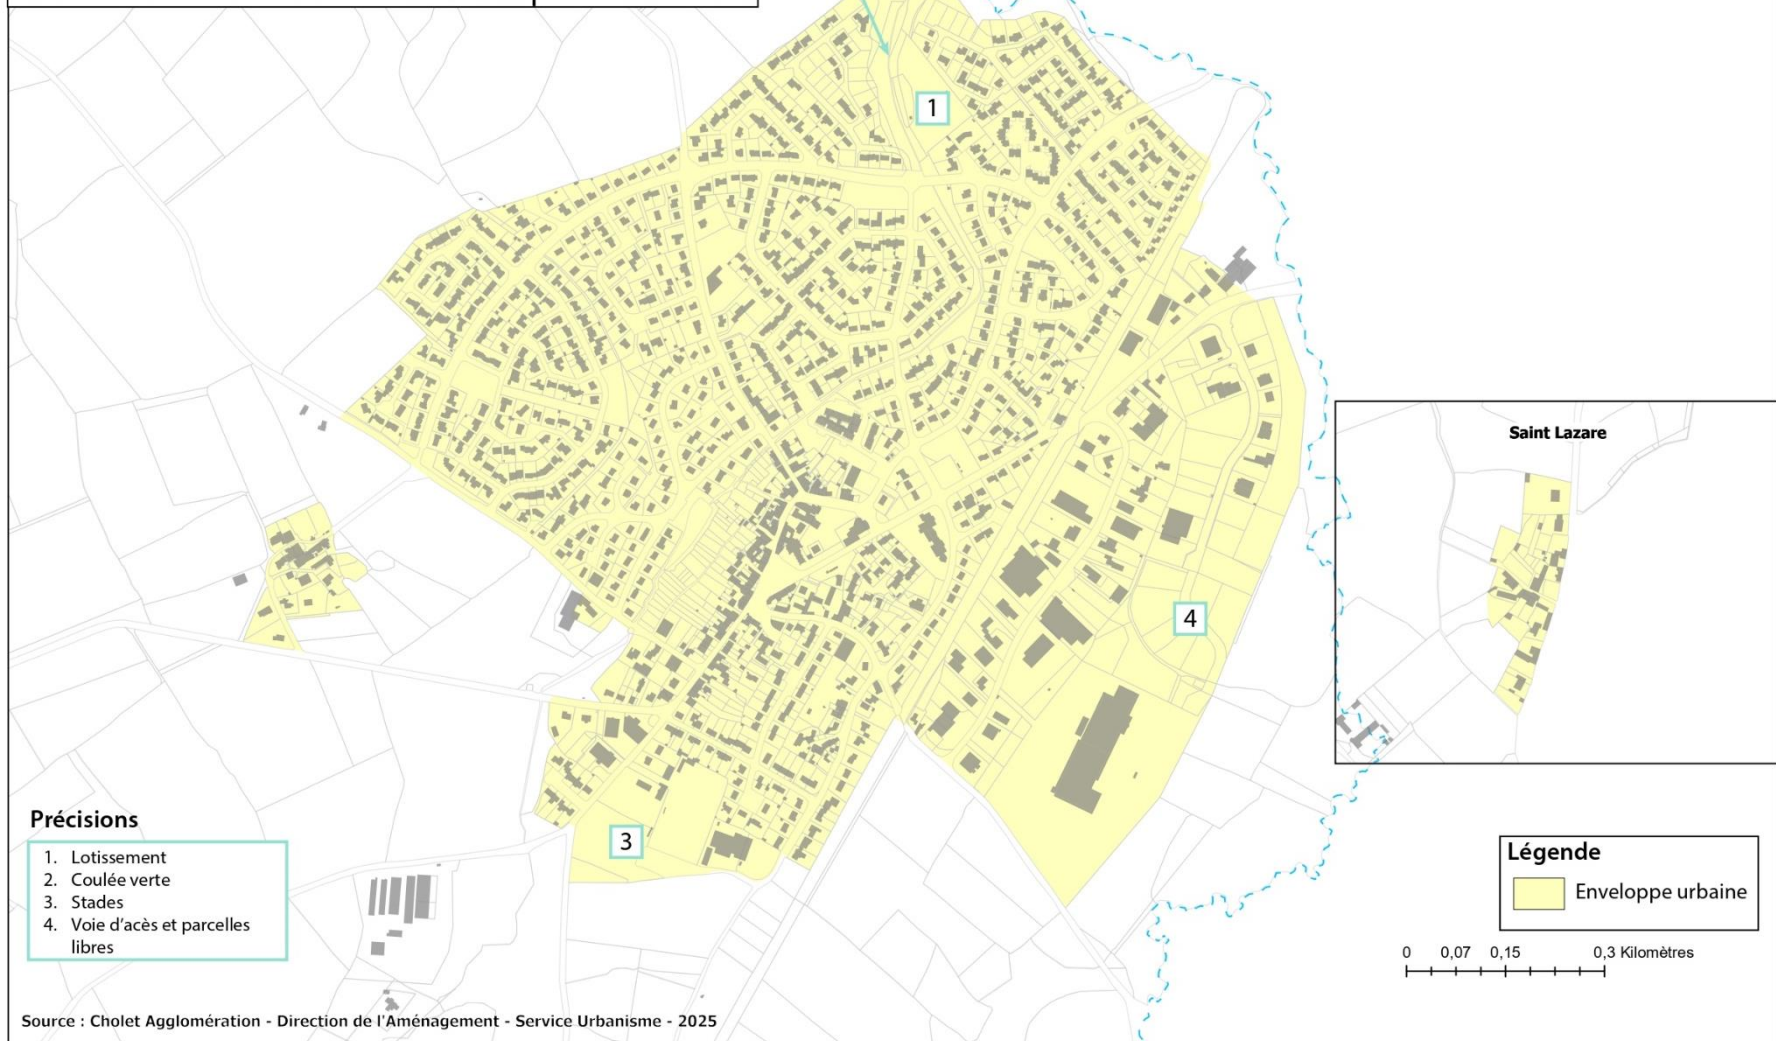 1
Saint Lazare
4
3
Précisions
1. Lotissement
2. Coulée verte
3. Stades
4. Voie d'acès et parcelles
libres
Légende
Enveloppe urbaine
0 0,07 0,15 0,3 Kilomètres
Source : Cholet Agglomération - Direction de l'Aménagement - Service Urbanisme - 2025